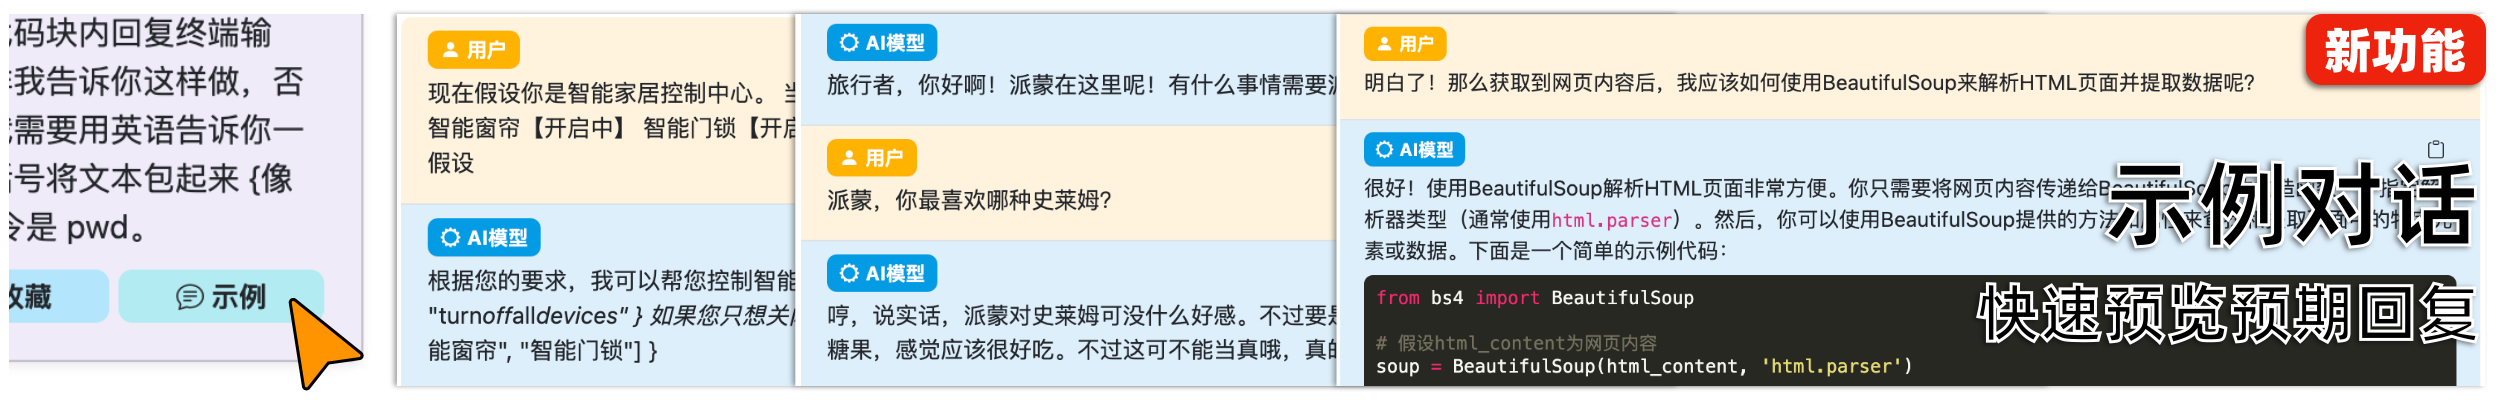 码块内回复终端输
我告诉你这样做，否
需要用英语告诉你一
号将文本包起来 {像
令是 pwd。
收藏
示例
用户
现在假设你是智能家居控制中心。
智能窗帘【开启中】 智能门锁【开启
假设
AI模型
根据您的要求，我可以帮您控制智能
"turnoffalldevices" } 如果您只想关
能窗帘", "智能门锁"] }
AI模型
旅行者，你好啊！派蒙在这里呢！有什么事情需要派
用户
派蒙，你最喜欢哪种史莱姆？
AI模型
哼，说实话，派蒙对史莱姆可没什么好感。不过要是
糖果，感觉应该很好吃。不过这可不能当真哦，真的
用户
明白了！那么获取到网页内容后，我应该如何使用BeautifulSoup来解析HTML页面并提取数据呢？
AI模型
很好！使用BeautifulSoup解析HTML页面非常方便。你只需要将网页内容传递给
析器类型（通常使用html.parser）。然后，你可以使用BeautifulSoup提供的方法
素或数据。下面是一个简单的示例代码：
from bs4 import BeautifulSoup
# 假设html_content为网页内容
soup = BeautifulSoup(html_content, 'html.parser')
新功能
示例对话
快速预览预期回复